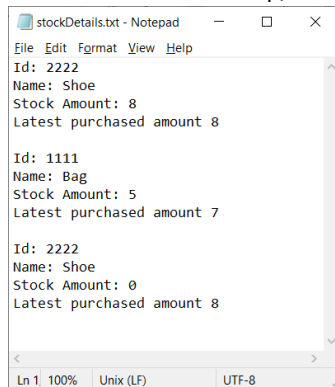 stockDetails.txt - Notepad
File Edit Format View Help
Id: 2222
Name: Shoe
Stock Amount: 8
Latest purchased amount 8

Id: 1111
Name: Bag
Stock Amount: 5
Latest purchased amount 7

Id: 2222
Name: Shoe
Stock Amount: 0
Latest purchased amount 8

Ln 1 100% Unix (LF) UTF-8